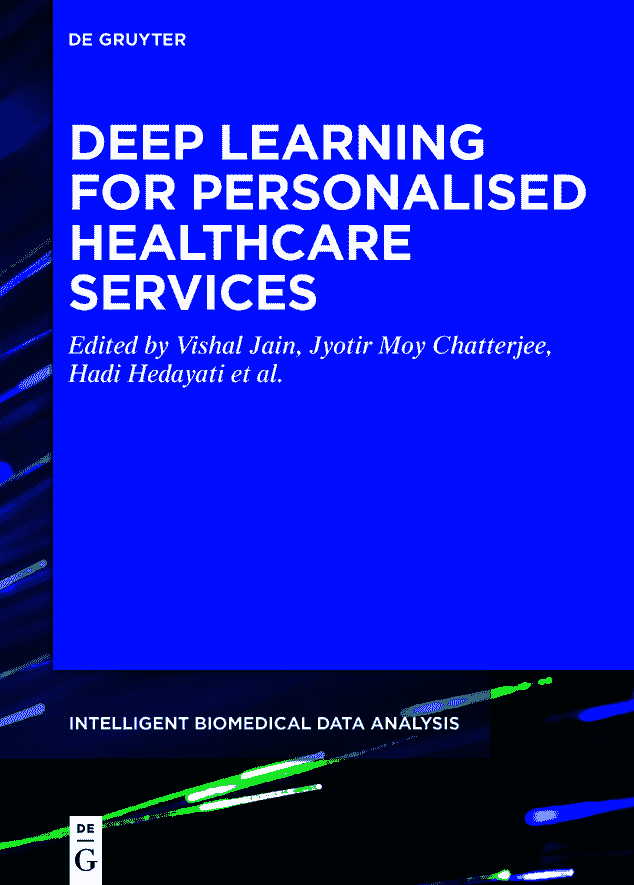 DE GRUYTER
DEEP LEARNING
FOR PERSONALISED
HEALTHCARE
SERVICES
Edited by Vishal Jain, Jyotir Moy Chatterjee,
Hadi Hedayati et al.
INTELLIGENT BIOMEDICAL DATA ANALYSIS
DE
G